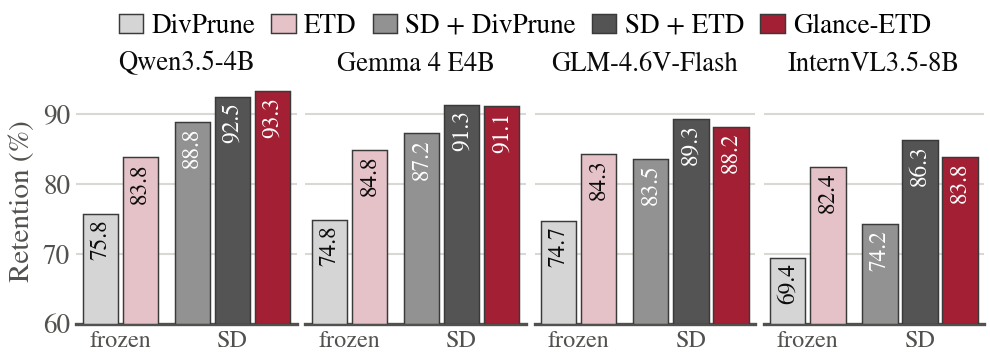 DivPrune ETD SD + DivPrune SD + ETD Glance-ETD
Qwen3.5-4B Gemma 4 E4B GLM-4.6V-Flash InternVL3.5-8B
Retention (%)
90
80
70
60
75.8 83.8 88.8 92.5 93.3
74.8 84.8 87.2 91.3 91.1
74.7 84.3 83.5 89.3 88.2
69.4 82.4 74.2 86.3 83.8
frozen SD frozen SD frozen SD frozen SD